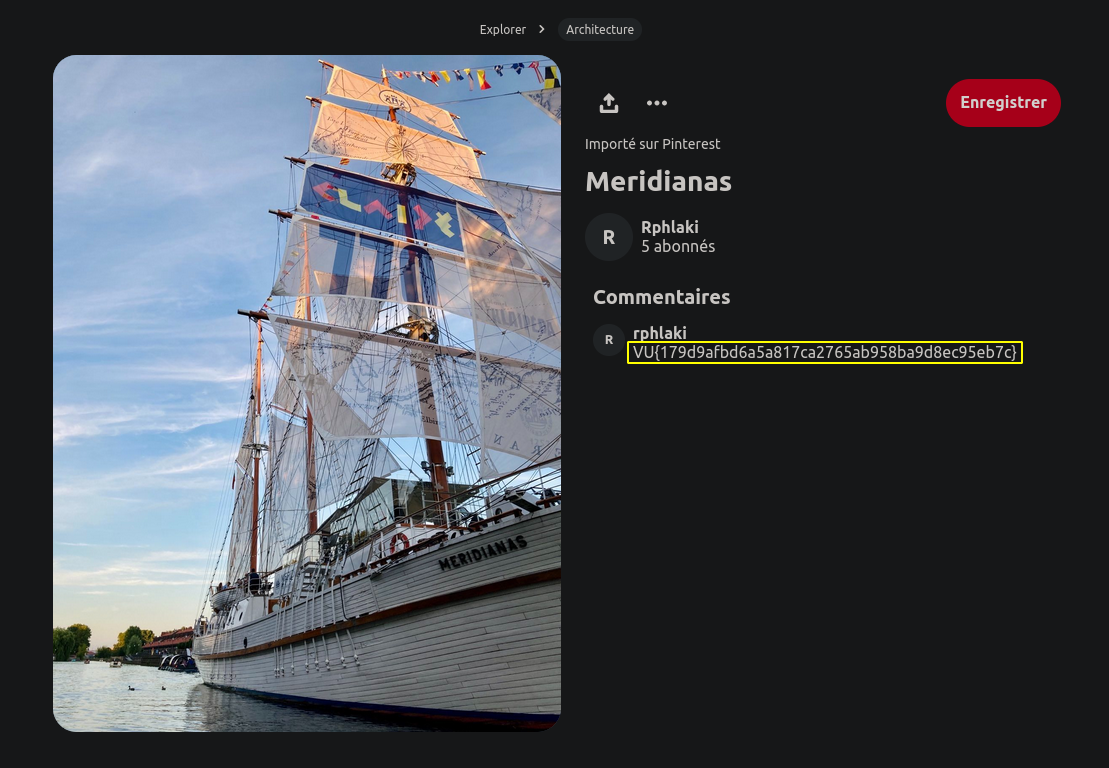 Explorer > Architecture
Enregistrer
Importé sur Pinterest
Meridianas
R
Rphlaki
5 abonnés
Commentaires
R
rphlaki
VU{179d9afbd6a5a817ca2765ab958ba9d8ec95eb7c}
MERIDIANAS